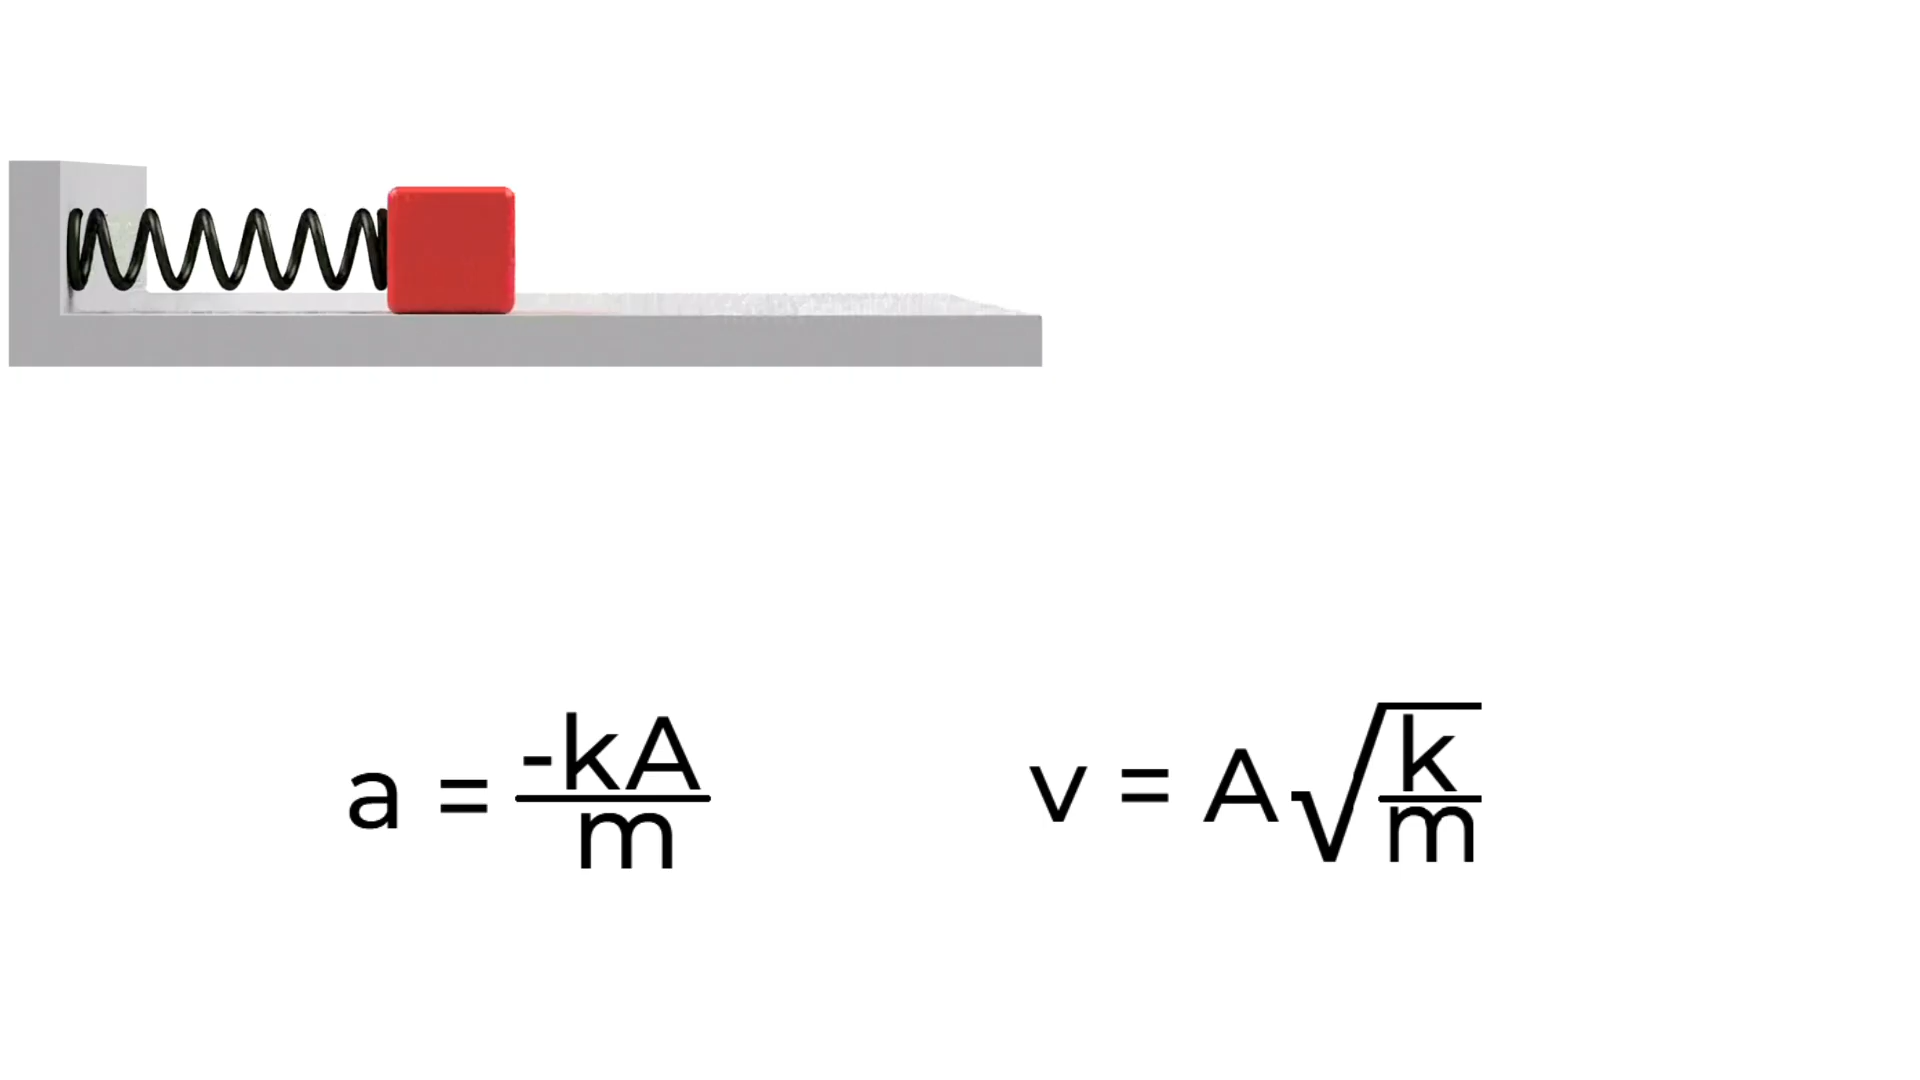 a = -kA/m
v = A√(k/m)